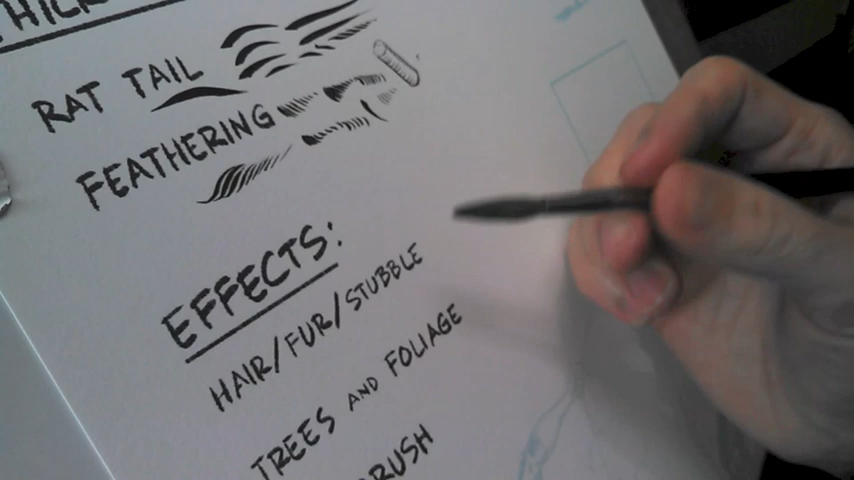 RAT TAIL
FEATHERING
EFFECTS:
HAIR/FUR/STUBBLE
TREES AND FOLIAGE